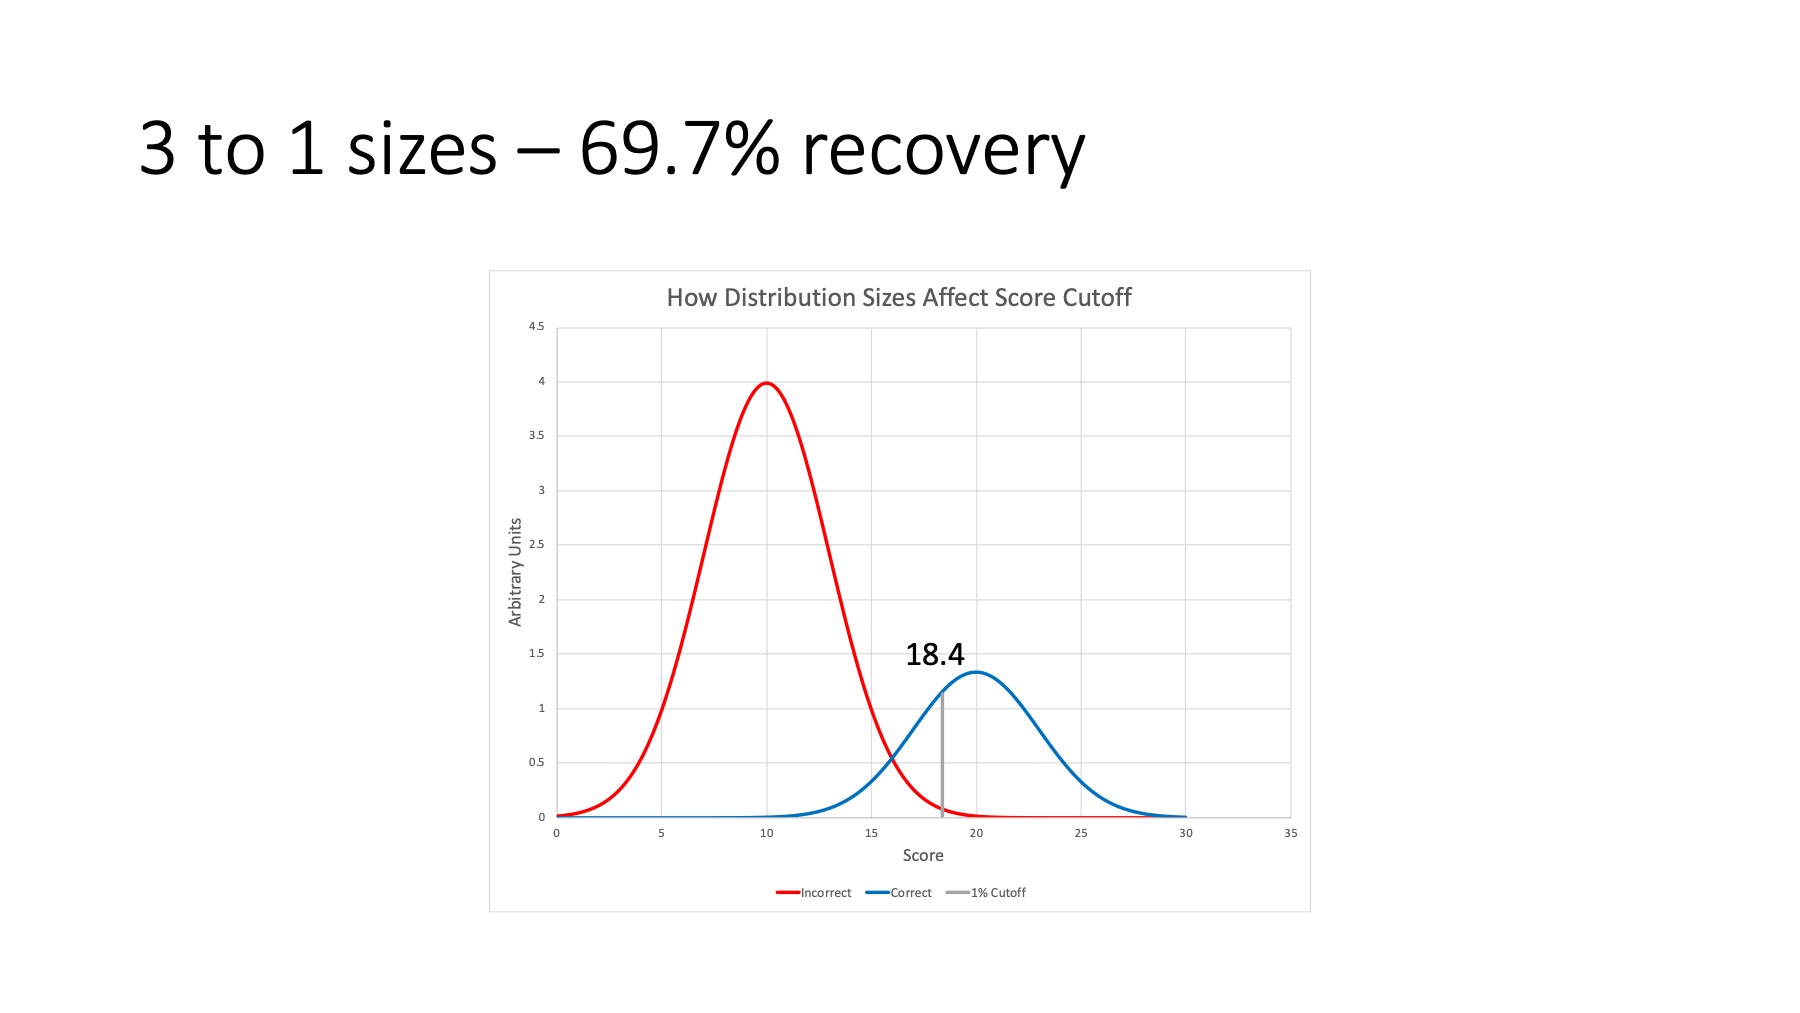 3 to 1 sizes – 69.7% recovery
How Distribution Sizes Affect Score Cutoff
4.5
4
3.5
3
2.5
2
1.5
1
0.5
0
Arbitrary Units
18.4
0 5 10 15 20 25 30 35
Score
Incorrect Correct 1% Cutoff